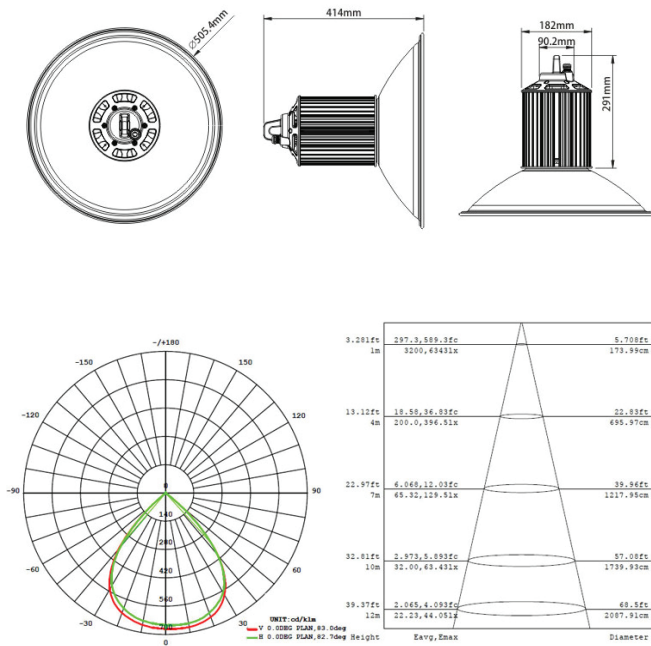 Ø505.4mm
414mm
182mm
90.2mm
291mm
-/+180
-150
150
-120
120
-90
0
90
140
280
-60
60
420
560
-30
30
700
0
UNIT:cd/klm
V 0.0DEG PLAN,83.0deg
H 0.0DEG PLAN,82.7deg
3.281ft 297.3,589.3fc 5.708ft
1m 3200,6343lx 173.99cm
13.12ft 18.58,36.83fc 22.83ft
4m 200.0,396.5lx 695.97cm
22.97ft 6.068,12.03fc 39.96ft
7m 65.32,129.5lx 1217.95cm
32.81ft 2.973,5.893fc 57.08ft
10m 32.00,63.43lx 1739.93cm
39.37ft 2.065,4.093fc 68.5ft
12m 22.23,44.05lx 2087.91cm
Height Eavg,Emax Diameter